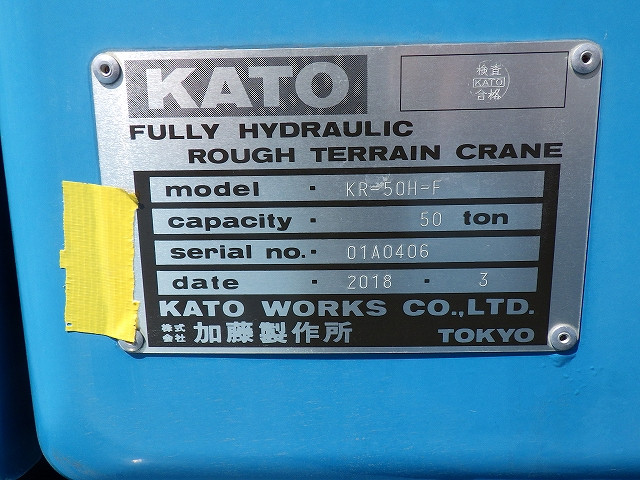 KATO
検査
KATO
合格
FULLY HYDRAULIC
ROUGH TERRAIN CRANE
model · KR-50H-F
capacity · 50 ton
serial no. · 01A0406
date · 2018 · 3
KATO WORKS CO.,LTD.
株式会社 加藤製作所 TOKYO